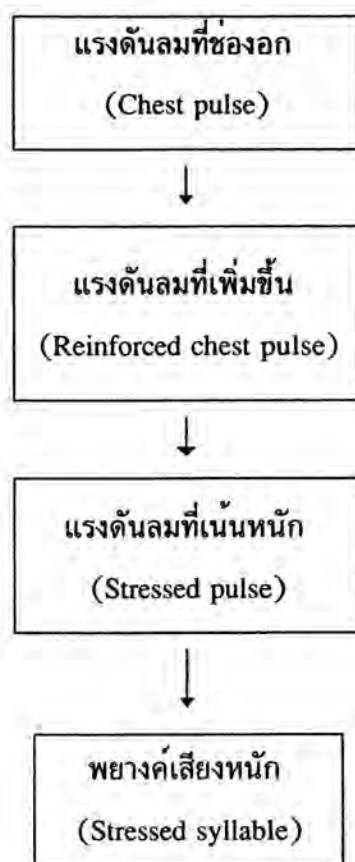 แรงดันลมที่ช่องอก
(Chest pulse)
แรงดันลมที่เพิ่มขึ้น
(Reinforced chest pulse)
แรงดันลมที่เน้นหนัก
(Stressed pulse)
พยางค์เสียงหนัก
(Stressed syllable)